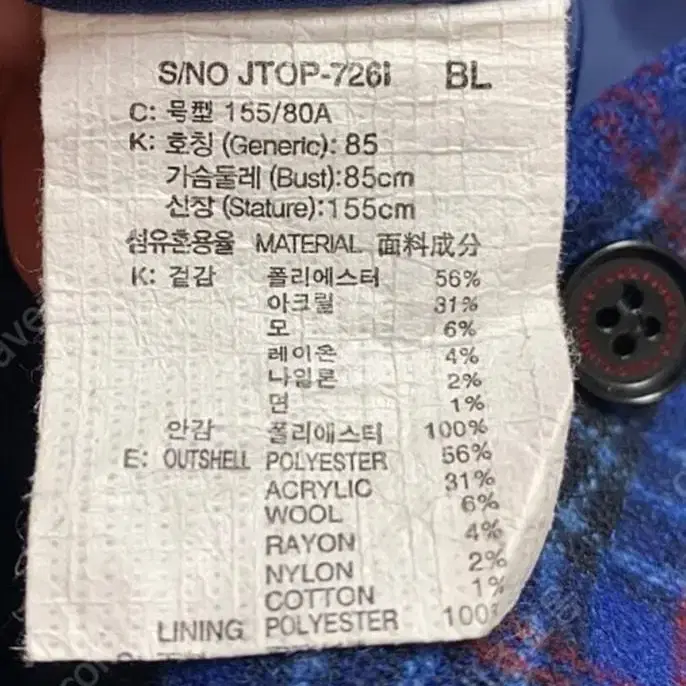 S/NO JTOP-726I BL
C: 号型 155/80A
K: 호칭 (Generic): 85
가슴둘레 (Bust):85cm
신장 (Stature):155cm
섬유혼용율 MATERIAL 面料成分
K: 겉감 폴리에스터 56%
아크릴 31%
모 6%
레이온 4%
나일론 2%
면 1%
안감 폴리에스터 100%
E: OUTSHELL POLYESTER 56%
ACRYLIC 31%
WOOL 6%
RAYON 4%
NYLON 2%
COTTON 1%
LINING POLYESTER 100%